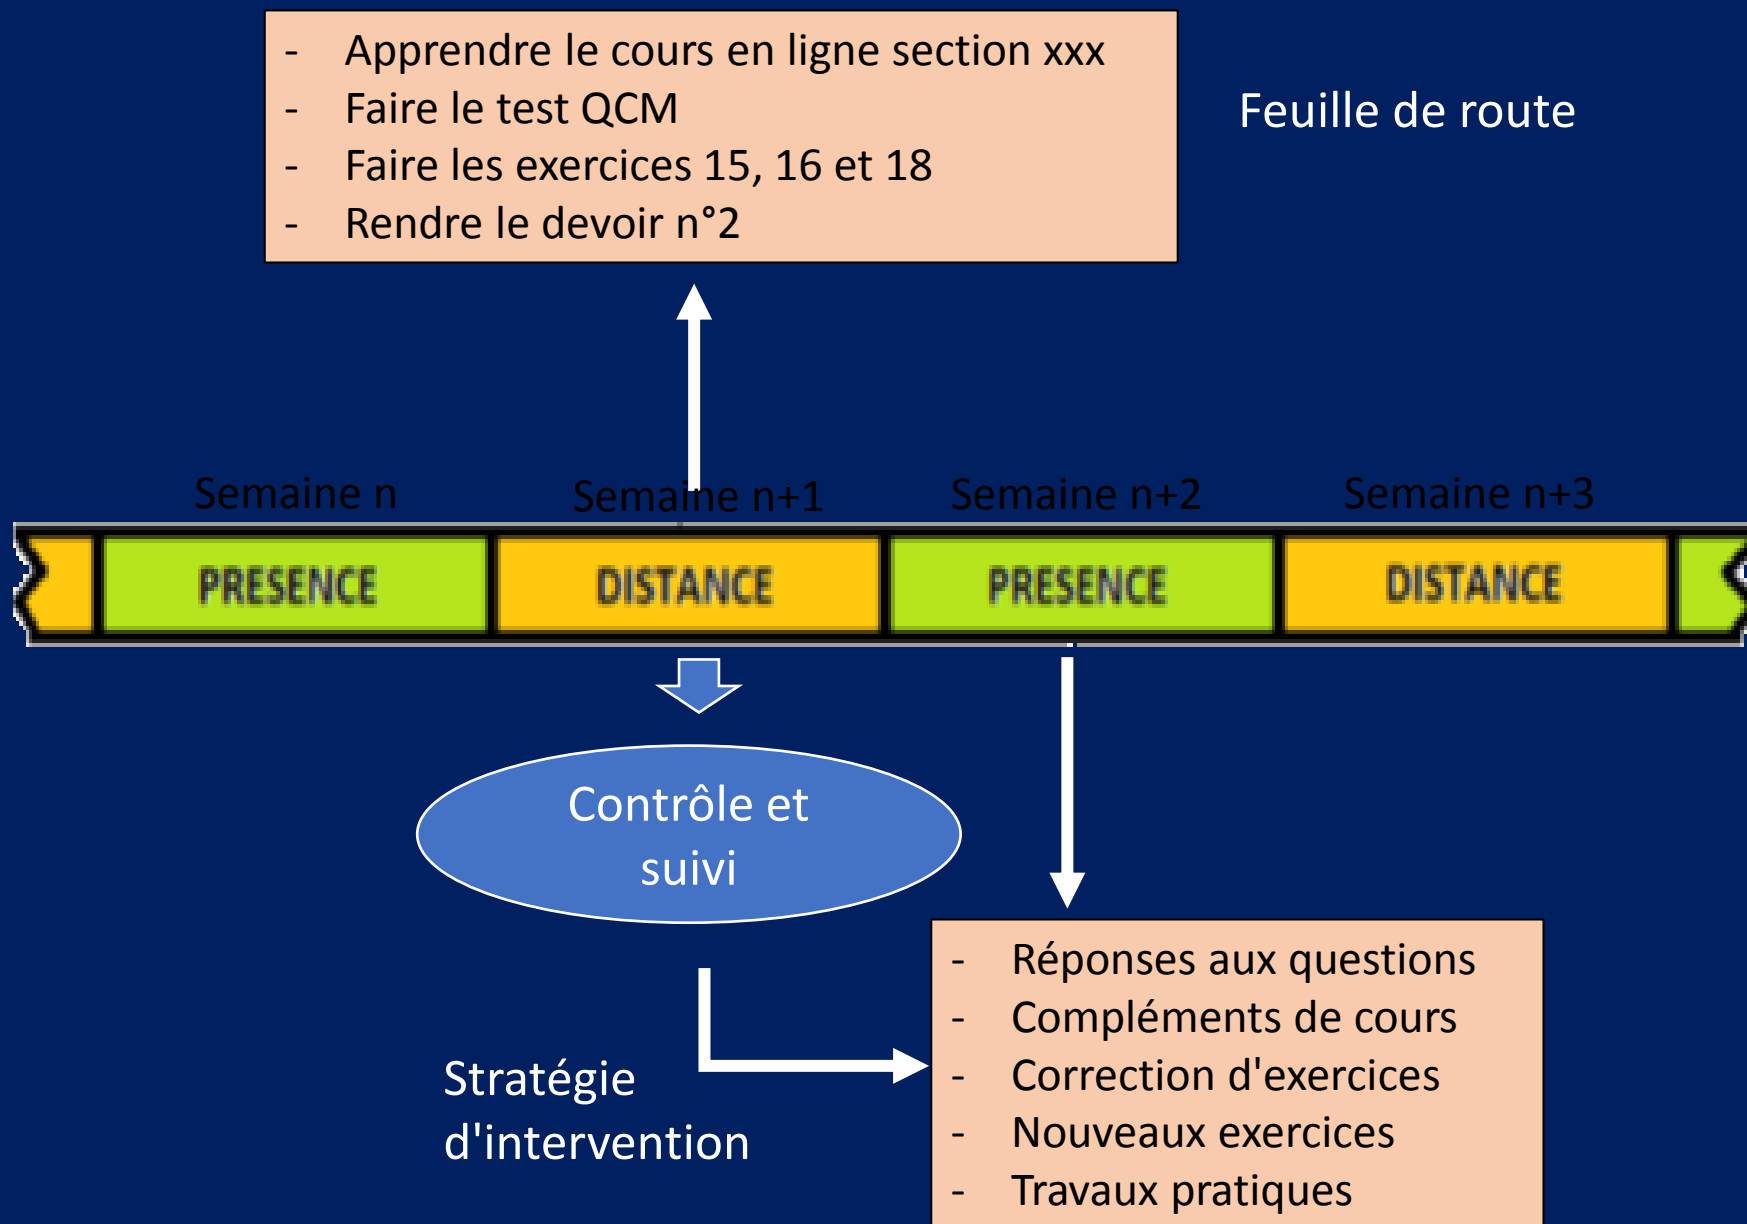 - Apprendre le cours en ligne section xxx
- Faire le test QCM
- Faire les exercices 15, 16 et 18
- Rendre le devoir n°2
Feuille de route
Semaine n
Semaine n+1
Semaine n+2
Semaine n+3
PRESENCE
DISTANCE
PRESENCE
DISTANCE
Contrôle et
suivi
Stratégie
d'intervention
- Réponses aux questions
- Compléments de cours
- Correction d'exercices
- Nouveaux exercices
- Travaux pratiques